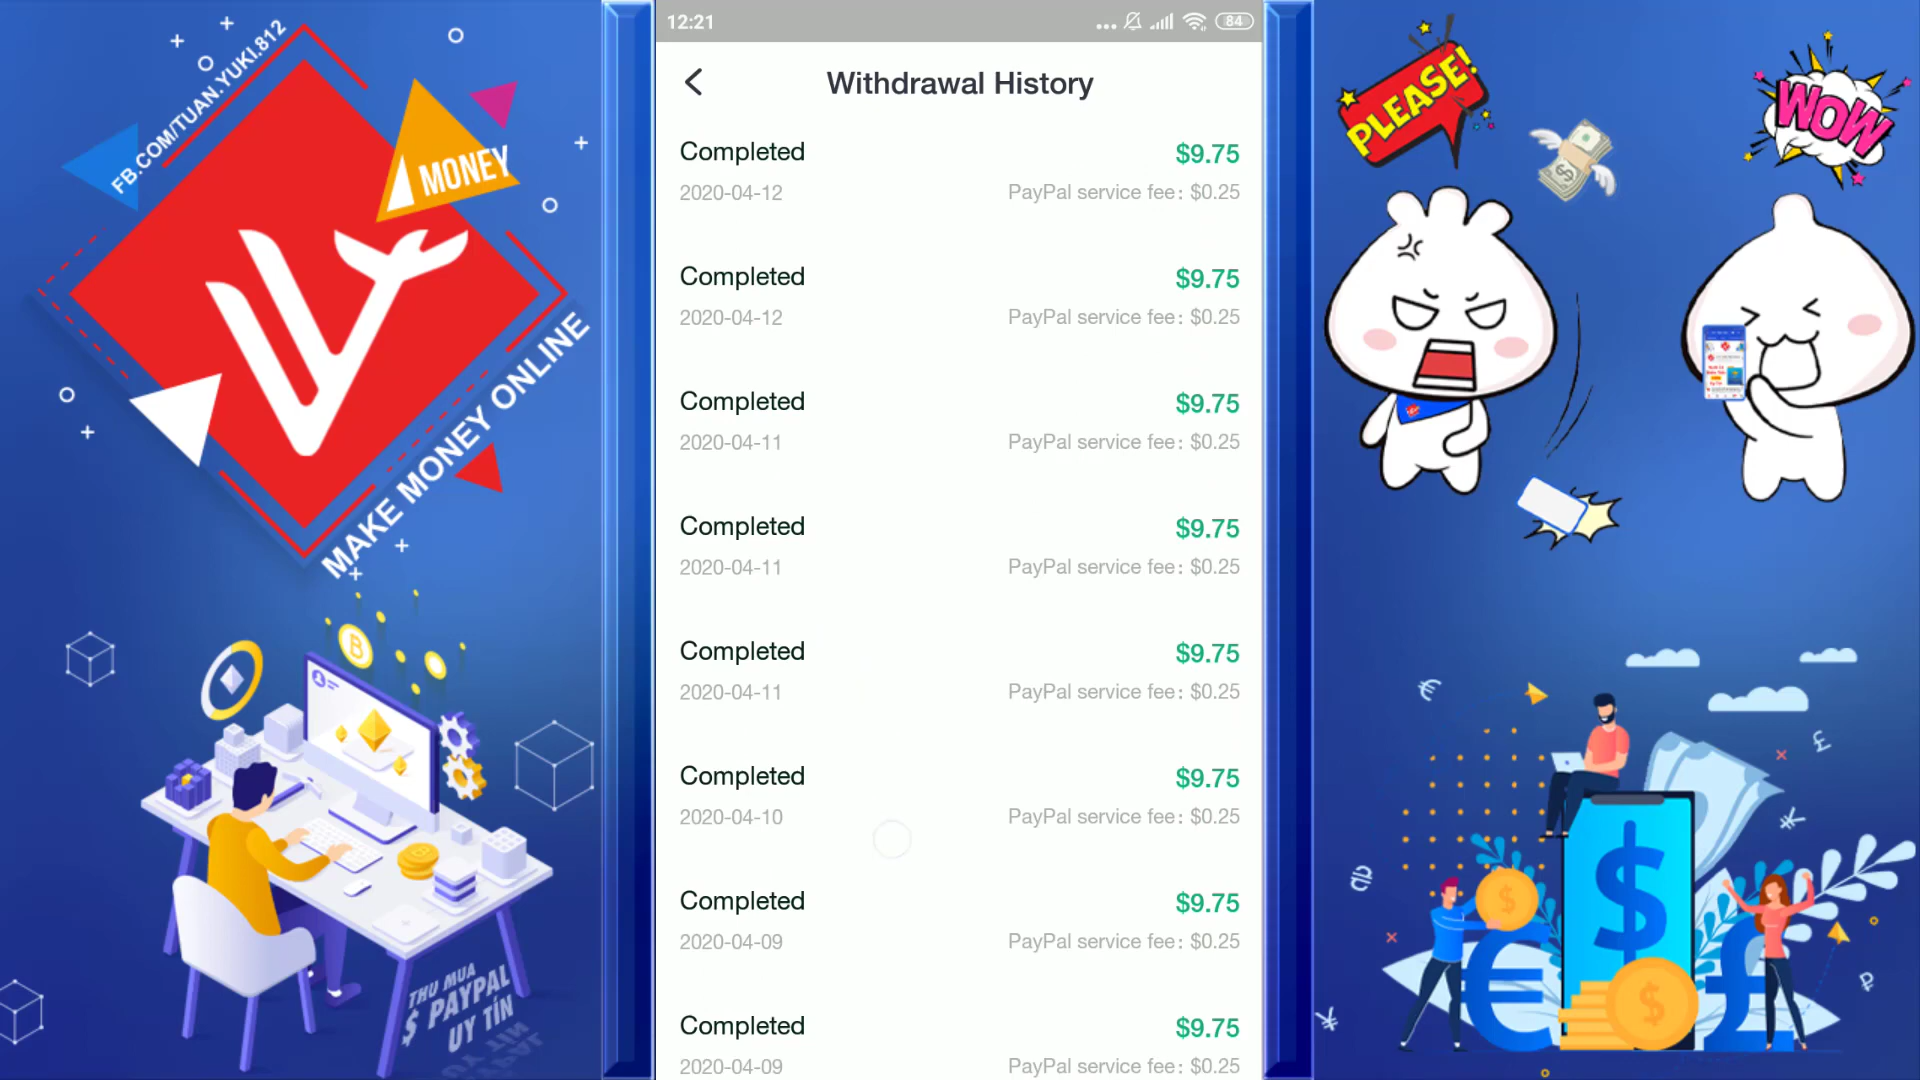 FB.COM/TUAN.YUKI.812
MONEY
MAKE MONEY ONLINE
THU MUA
$ PAYPAL
UY TÍN
12:21
84
Withdrawal History
Completed
$9.75
2020-04-12
PayPal service fee: $0.25
Completed
$9.75
2020-04-12
PayPal service fee: $0.25
Completed
$9.75
2020-04-11
PayPal service fee: $0.25
Completed
$9.75
2020-04-11
PayPal service fee: $0.25
Completed
$9.75
2020-04-11
PayPal service fee: $0.25
Completed
$9.75
2020-04-10
PayPal service fee: $0.25
Completed
$9.75
2020-04-09
PayPal service fee: $0.25
Completed
$9.75
2020-04-09
PayPal service fee: $0.25
PLEASE!
WOW